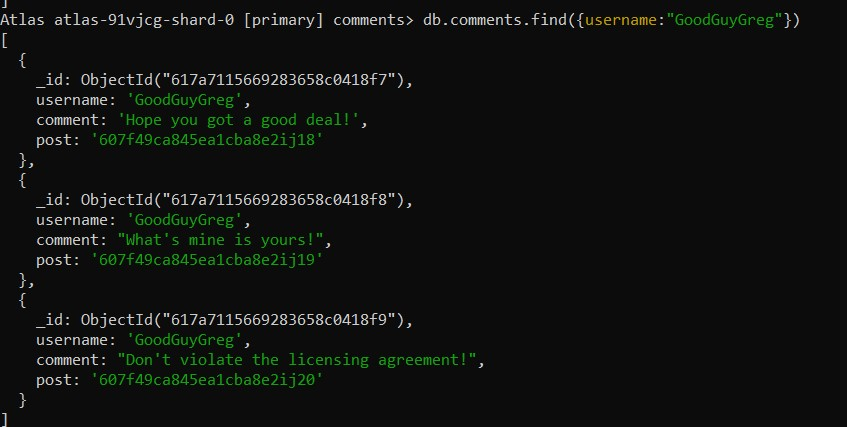 ]
Atlas atlas-91vjcg-shard-0 [primary] comments> db.comments.find({username:"GoodGuyGreg"})
[
  {
    _id: ObjectId("617a7115669283658c0418f7"),
    username: 'GoodGuyGreg',
    comment: 'Hope you got a good deal!',
    post: '607f49ca845ea1cba8e2ij18'
  },
  {
    _id: ObjectId("617a7115669283658c0418f8"),
    username: 'GoodGuyGreg',
    comment: "What's mine is yours!",
    post: '607f49ca845ea1cba8e2ij19'
  },
  {
    _id: ObjectId("617a7115669283658c0418f9"),
    username: 'GoodGuyGreg',
    comment: "Don't violate the licensing agreement!",
    post: '607f49ca845ea1cba8e2ij20'
  }
]